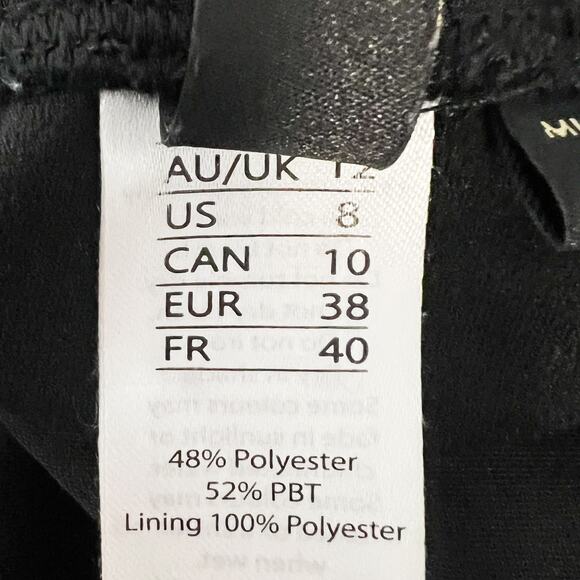 AU/UK 12
US 8
CAN 10
EUR 38
FR 40
48% Polyester
52% PBT
Lining 100% Polyester